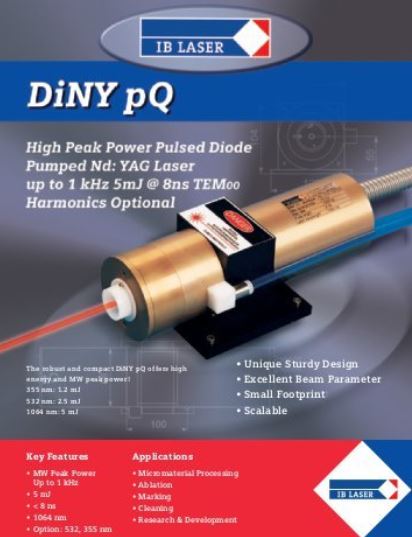 IB LASER
DiNY pQ
High Peak Power Pulsed Diode
Pumped Nd: YAG Laser
up to 1 kHz 5mJ @ 8ns TEM00
Harmonics Optional
DANGER
The robust and compact DiNY pQ offers high
energy and MW peak power!
355 nm: 1.2 mJ
532 nm: 2.5 mJ
1064 nm: 5 mJ
• Unique Sturdy Design
• Excellent Beam Parameter
• Small Footprint
• Scalable
100
Key Features
• MW Peak Power
Up to 1 kHz
• 5 mJ
• < 8 ns
• 1064 nm
• Option: 532, 355 nm
Applications
• Micromaterial Processing
• Ablation
• Marking
• Cleaning
• Research & Development
IB LASER